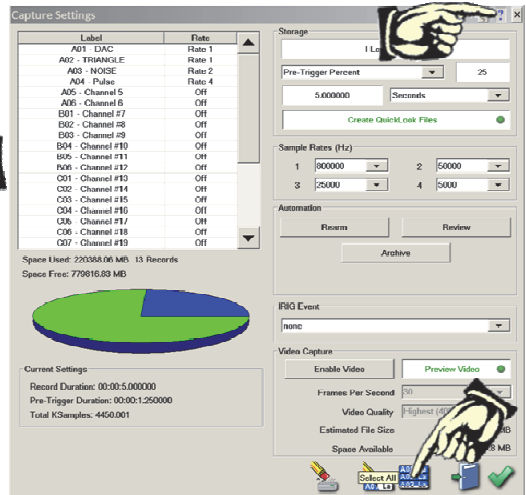 Capture Settings
Label Rate
A01 - DAC Rate 1
A02 - TRIANGLE Rate 1
A03 - NOISE Rate 2
A04 - Pulse Rate 4
A05 - Channel 5 Off
A06 - Channel 6 Off
B01 - Channel #7 Off
B02 - Channel #8 Off
B03 - Channel #9 Off
B04 - Channel #10 Off
B05 - Channel #11 Off
B06 - Channel #12 Off
C01 - Channel #13 Off
C02 - Channel #14 Off
C03 - Channel #15 Off
C04 - Channel #16 Off
C05 - Channel #17 Off
C06 - Channel #18 Off
C07 - Channel #19 Off
Space Used: 220388.06 MB 13 Records
Space Free: 779816.83 MB
Current Settings
Record Duration: 00:00:5.000000
Pre-Trigger Duration: 00:00:1.250000
Total KSamples: 4450.001
Storage
Pre-Trigger Percent 25
5.000000 Seconds
Create QuickLook Files
Sample Rates (Hz)
1 800000 2 50000
3 25000 4 5000
Automation
Rearm Review
Archive
IRIG Event
none
Video Capture
Enable Video Preview Video
Frames Per Second 30
Video Quality Highest
Estimated File Size MB
Space Available MB
Select All